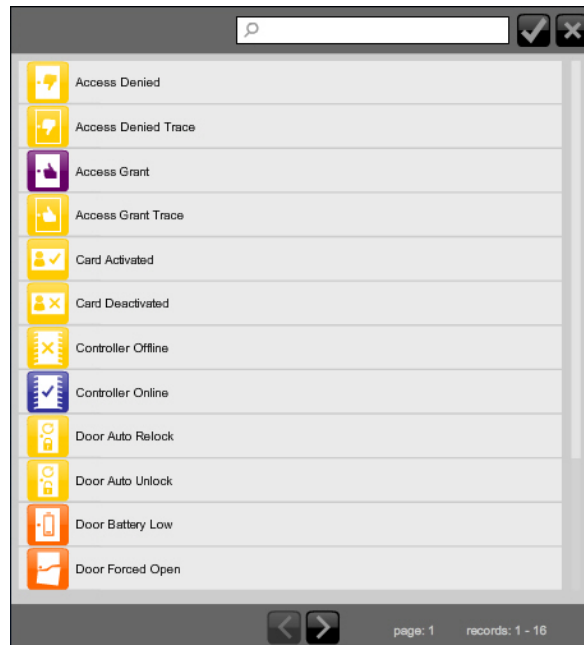 Access Denied
Access Denied Trace
Access Grant
Access Grant Trace
Card Activated
Card Deactivated
Controller Offline
Controller Online
Door Auto Relock
Door Auto Unlock
Door Battery Low
Door Forced Open
page: 1 records: 1 - 16